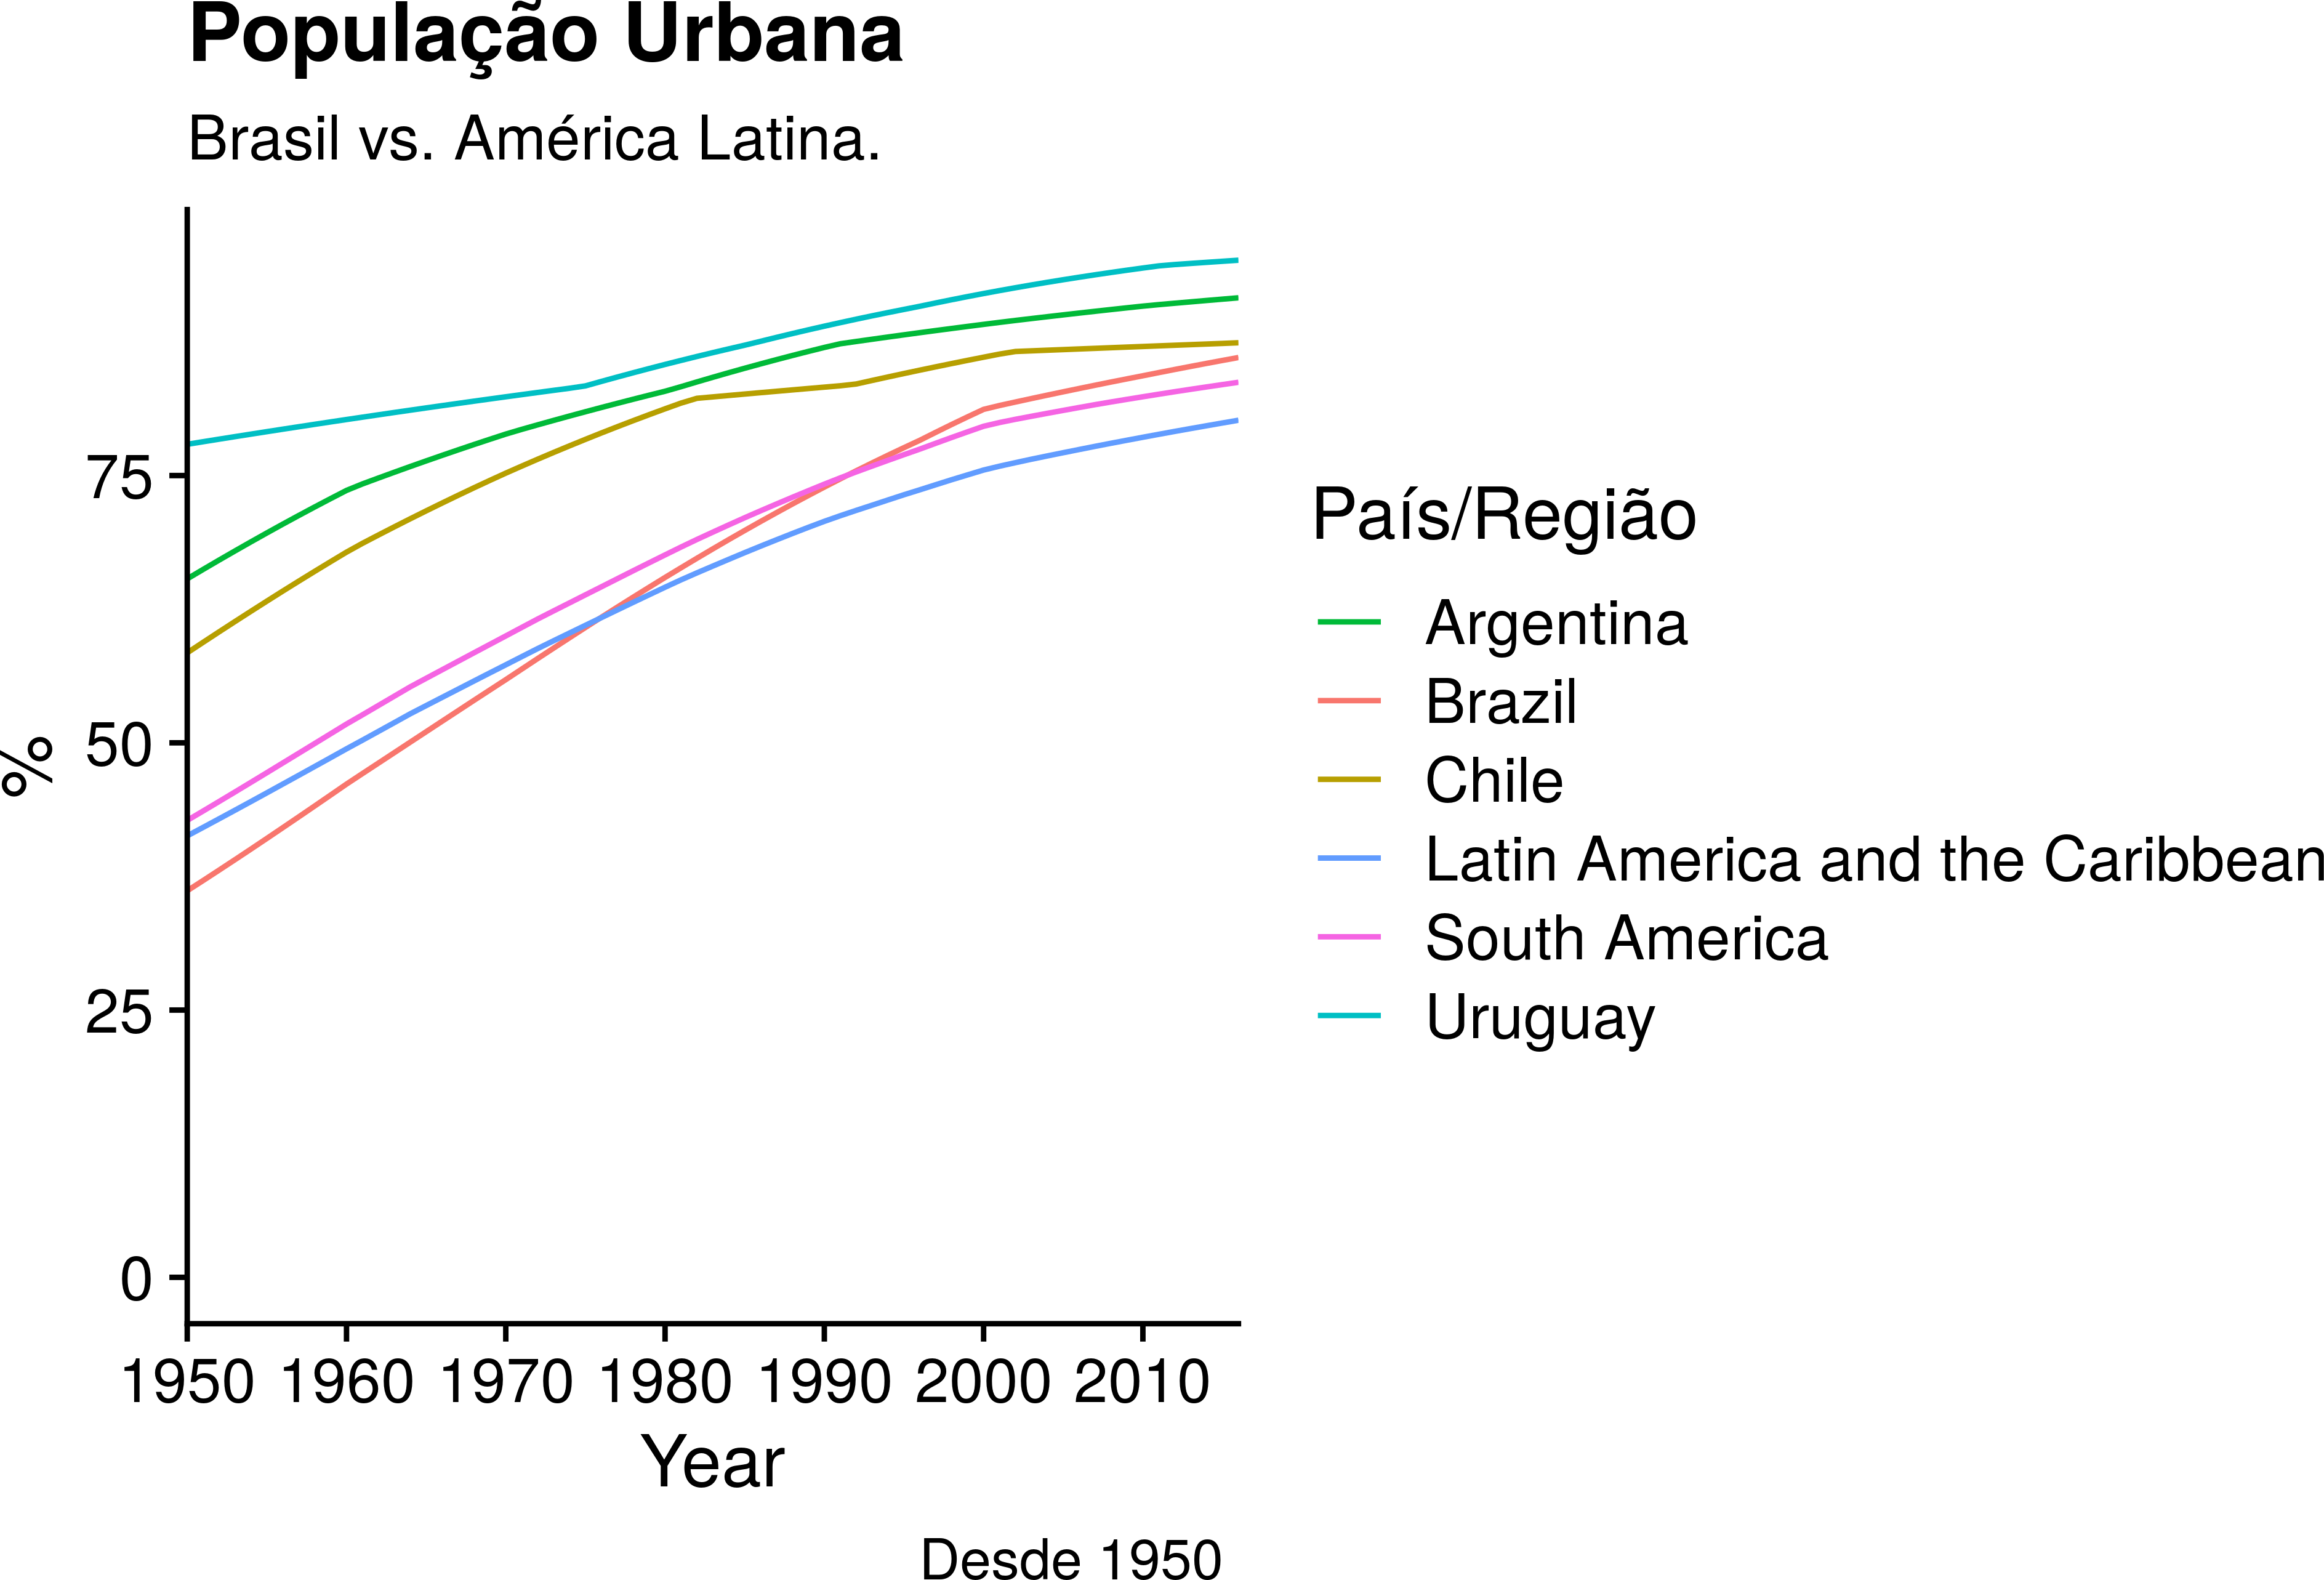 População Urbana
Brasil vs. América Latina.
75
50
25
0
%
1950 1960 1970 1980 1990 2000 2010
Year
País/Região
Argentina
Brazil
Chile
Latin America and the Caribbean
South America
Uruguay
Desde 1950